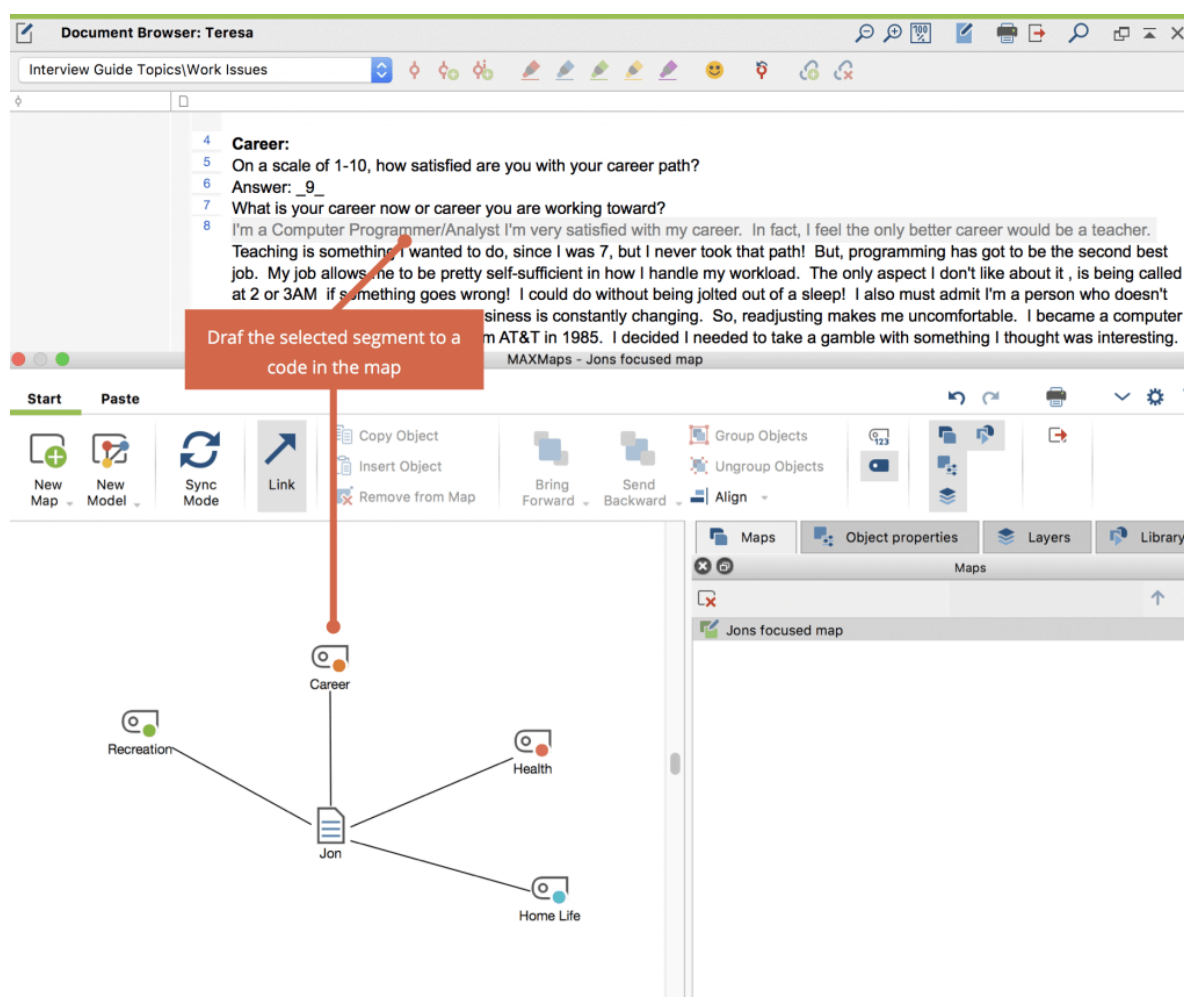 Document Browser: Teresa
100 %
Interview Guide Topics\Work Issues
4 Career:
5 On a scale of 1-10, how satisfied are you with your career path?
6 Answer: _9_
7 What is your career now or career you are working toward?
8 I'm a Computer Programmer/Analyst I'm very satisfied with my career. In fact, I feel the only better career would be a teacher.
Teaching is something I wanted to do, since I was 7, but I never took that path! But, programming has got to be the second best
job. My job allows me to be pretty self-sufficient in how I handle my workload. The only aspect I don't like about it , is being called
at 2 or 3AM if something goes wrong! I could do without being jolted out of a sleep! I also must admit I'm a person who doesn't
siness is constantly changing. So, readjusting makes me uncomfortable. I became a computer
m AT&T in 1985. I decided I needed to take a gamble with something I thought was interesting.
Draf the selected segment to a
code in the map
MAXMaps - Jons focused map
Start Paste
New Map
New Model
Sync Mode
Link
Copy Object
Insert Object
Remove from Map
Bring Forward
Send Backward
Group Objects
Ungroup Objects
Align
123
Maps
Object properties
Layers
Library
Maps
Jons focused map
Career
Recreation
Health
Jon
Home Life